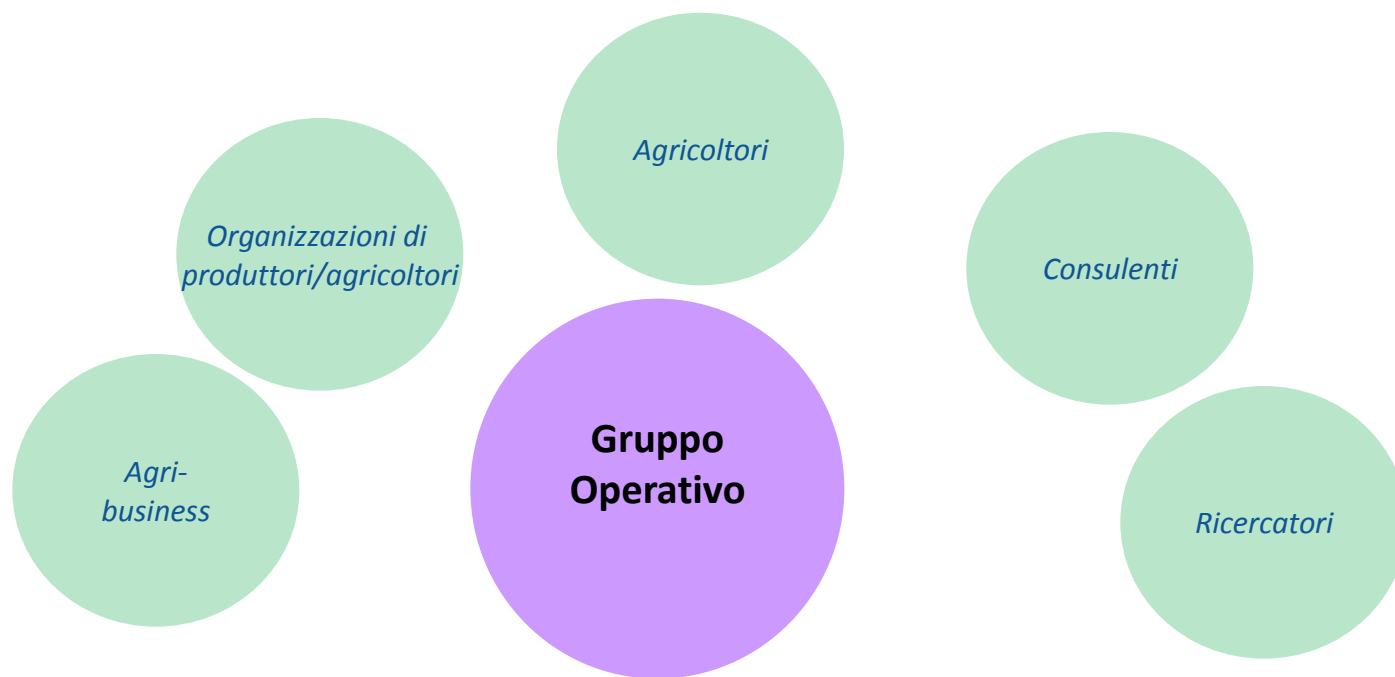 Agricoltori
Organizzazioni di
produttori/agricoltori
Consulenti
Agri-
business
Gruppo
Operativo
Ricercatori